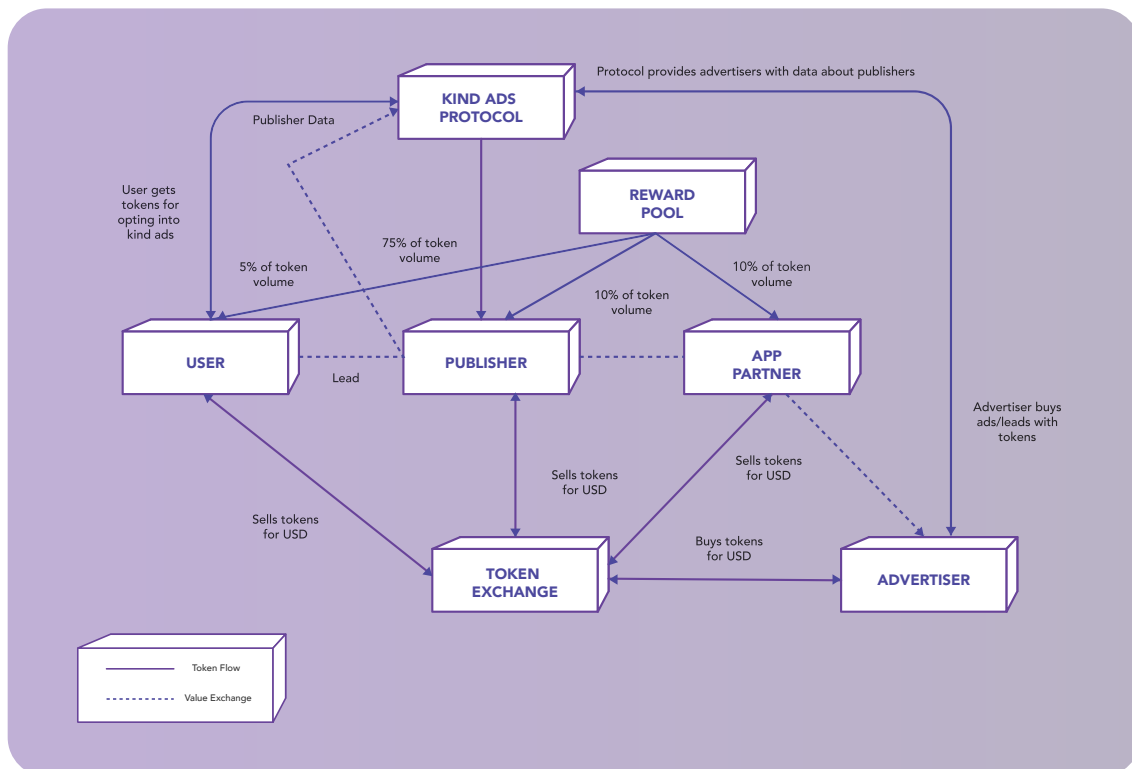 Protocol provides advertisers with data about publishers
KIND ADS
PROTOCOL
Publisher Data
User gets
tokens for
opting into
kind ads
REWARD
POOL
75% of token
volume
5% of token
volume
10% of token
volume
10% of token
volume
USER
Lead
PUBLISHER
APP
PARTNER
Advertiser buys
ads/leads with
tokens
Sells tokens
for USD
Sells tokens
for USD
Sells tokens
for USD
Buys tokens
for USD
TOKEN
EXCHANGE
ADVERTISER
Token Flow
Value Exchange